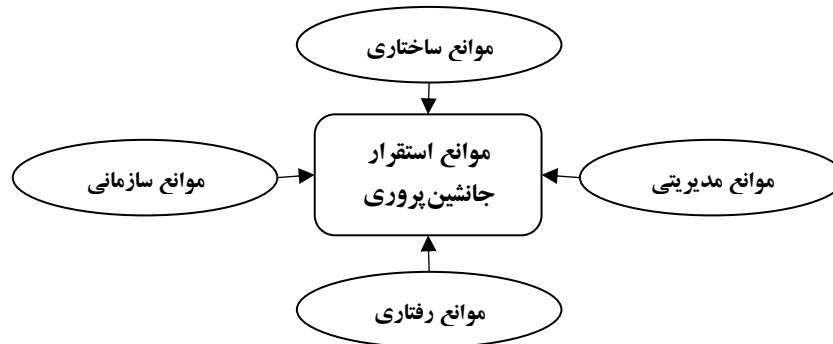 موانع ساختاری
موانع استقرار
جانشین‌پروری
موانع مدیریتی
موانع سازمانی
موانع رفتاری